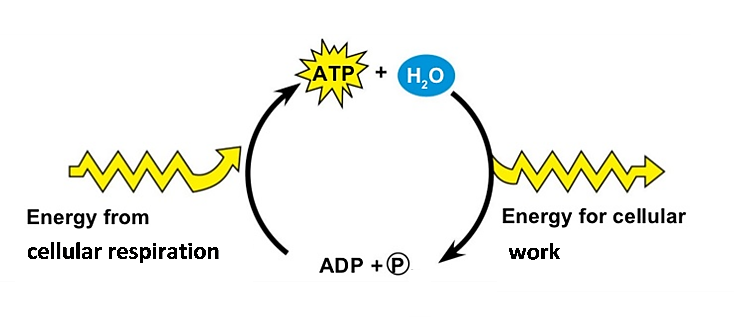 ATP + H₂O
Energy from
cellular respiration
Energy for cellular
work
ADP + Ⓟ